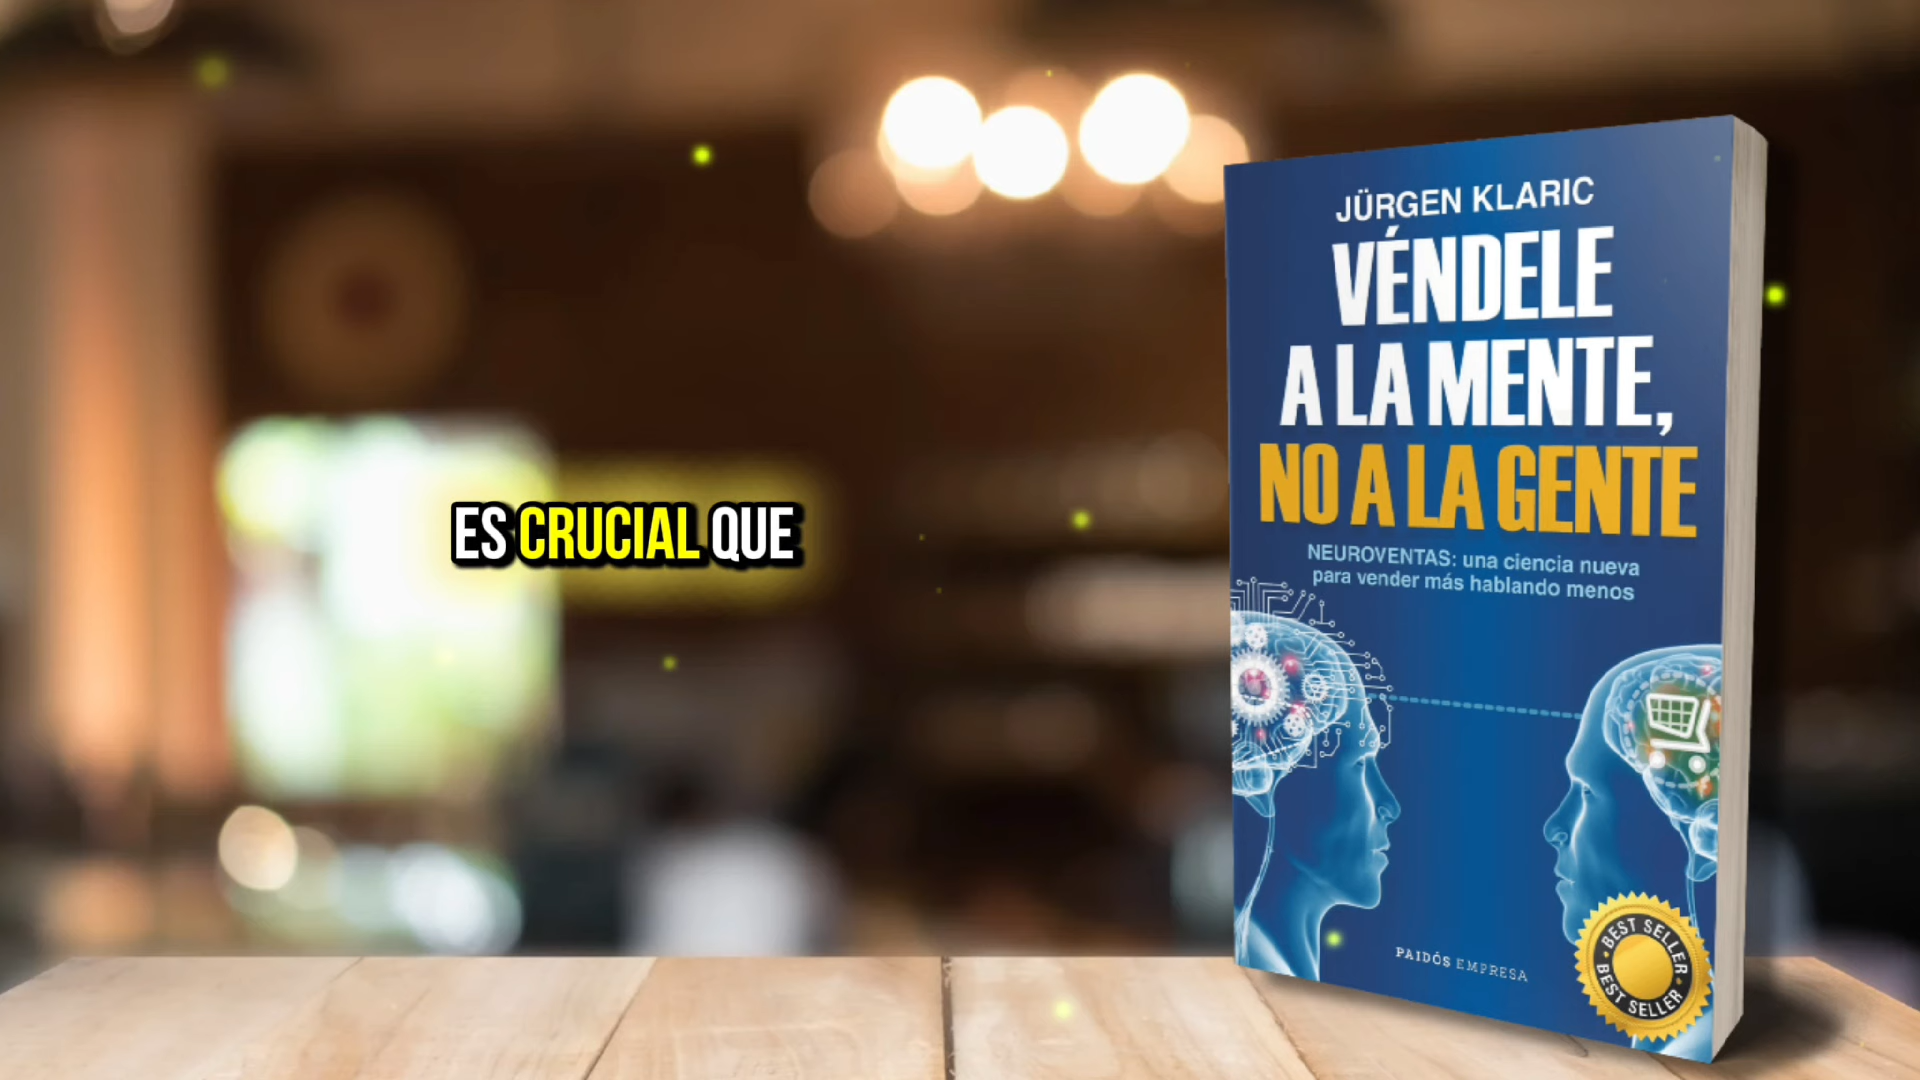 ES CRUCIAL QUE
JÜRGEN KLARIC
VÉNDELE
A LA MENTE,
NO A LA GENTE
NEUROVENTAS: una ciencia nueva
para vender más hablando menos
PAIDÓS EMPRESA
BEST SELLER
BEST SELLER